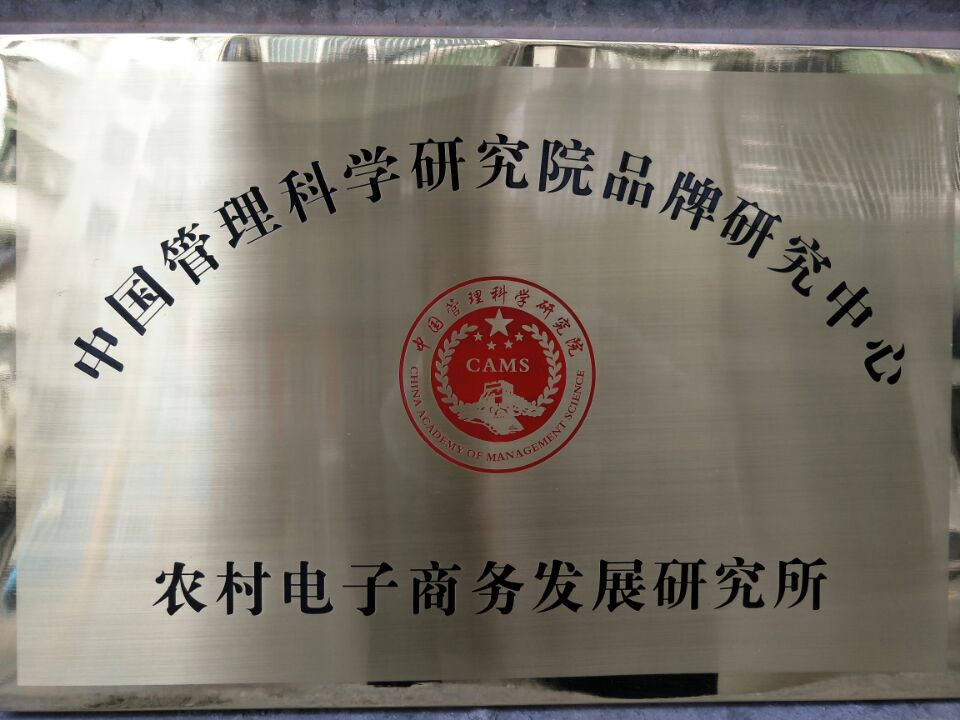 中国管理科学研究院品牌研究中心
中国管理科学研究院
CAMS
CHINA ACADEMY OF MANAGEMENT SCIENCE
农村电子商务发展研究所